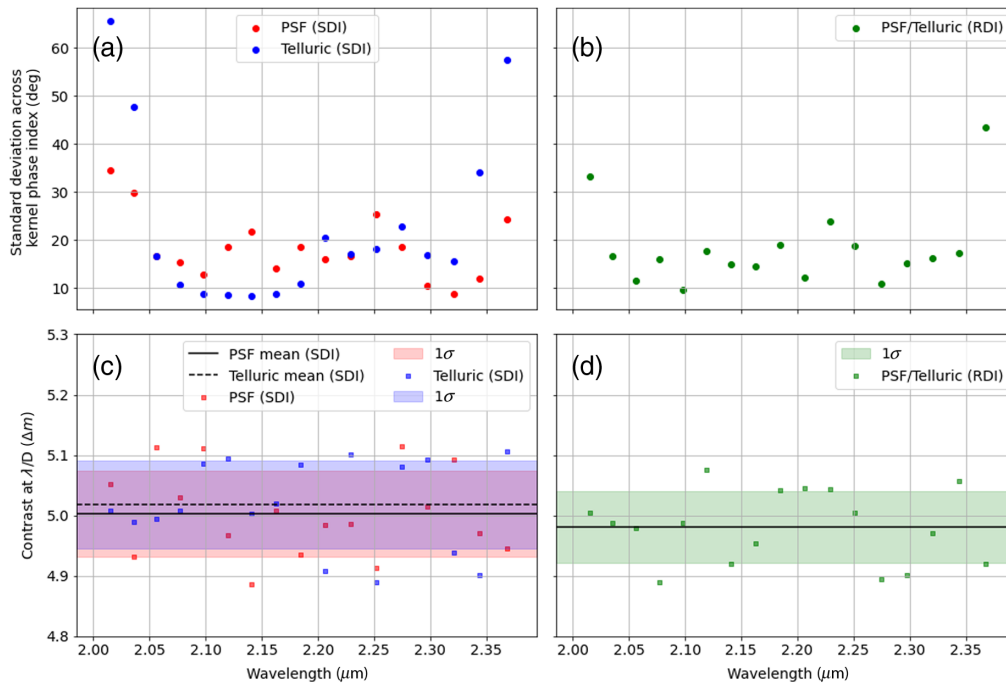 (a)
PSF (SDI)
Telluric (SDI)
(b)
PSF/Telluric (RDI)
Standard deviation across
kernel phase index (deg)
60
50
40
30
20
10
(c)
PSF mean (SDI)
Telluric mean (SDI)
PSF (SDI)
1σ
Telluric (SDI)
1σ
(d)
1σ
PSF/Telluric (RDI)
Contrast at λ/D (Δm)
5.3
5.2
5.1
5.0
4.9
4.8
2.00 2.05 2.10 2.15 2.20 2.25 2.30 2.35
2.00 2.05 2.10 2.15 2.20 2.25 2.30 2.35
Wavelength (μm)
Wavelength (μm)